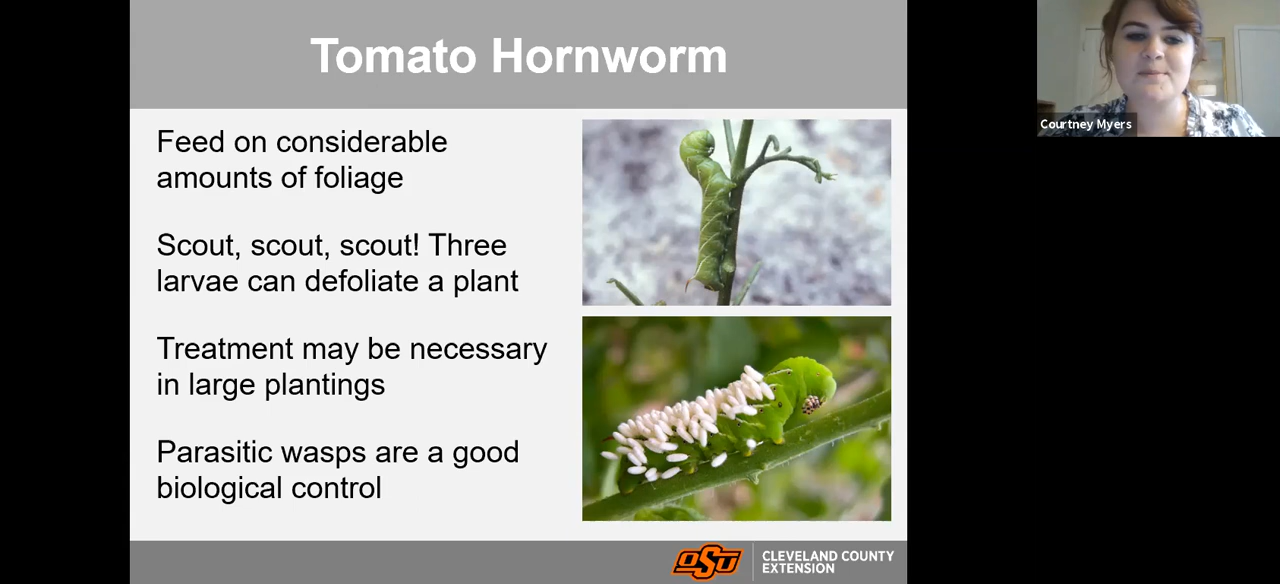 Tomato Hornworm
Feed on considerable
amounts of foliage
Scout, scout, scout! Three
larvae can defoliate a plant
Treatment may be necessary
in large plantings
Parasitic wasps are a good
biological control
OSU
CLEVELAND COUNTY
EXTENSION
Courtney Myers